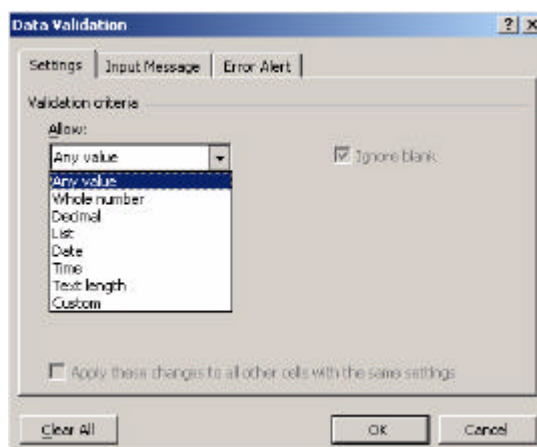 Data Validation
Settings Input Message Error Alert
Validation criteria
Allow:
Any value
Ignore blank
Any value
Whole number
Decimal
List
Date
Time
Text length
Custom
Apply these changes to all other cells with the same settings
Clear All OK Cancel